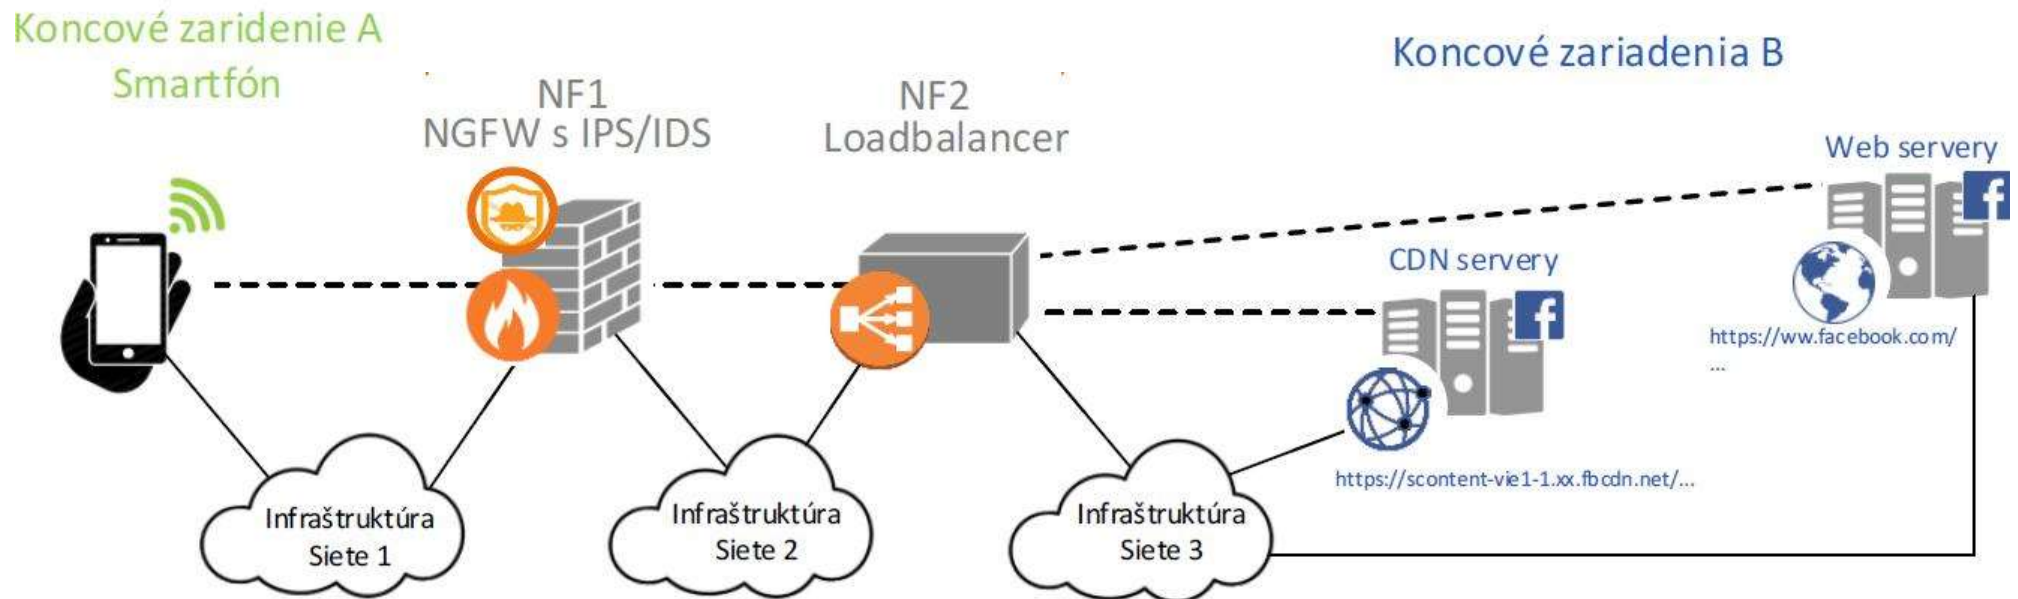 Koncové zaridenie A
Smartfón
NF1
NGFW s IPS/IDS
NF2
Loadbalancer
Koncové zariadenia B
Web servery
https://ww.facebook.com/
...
CDN servery
https://scontent-vie1-1.xx.fbcdn.net/...
Infraštruktúra
Siete 1
Infraštruktúra
Siete 2
Infraštruktúra
Siete 3